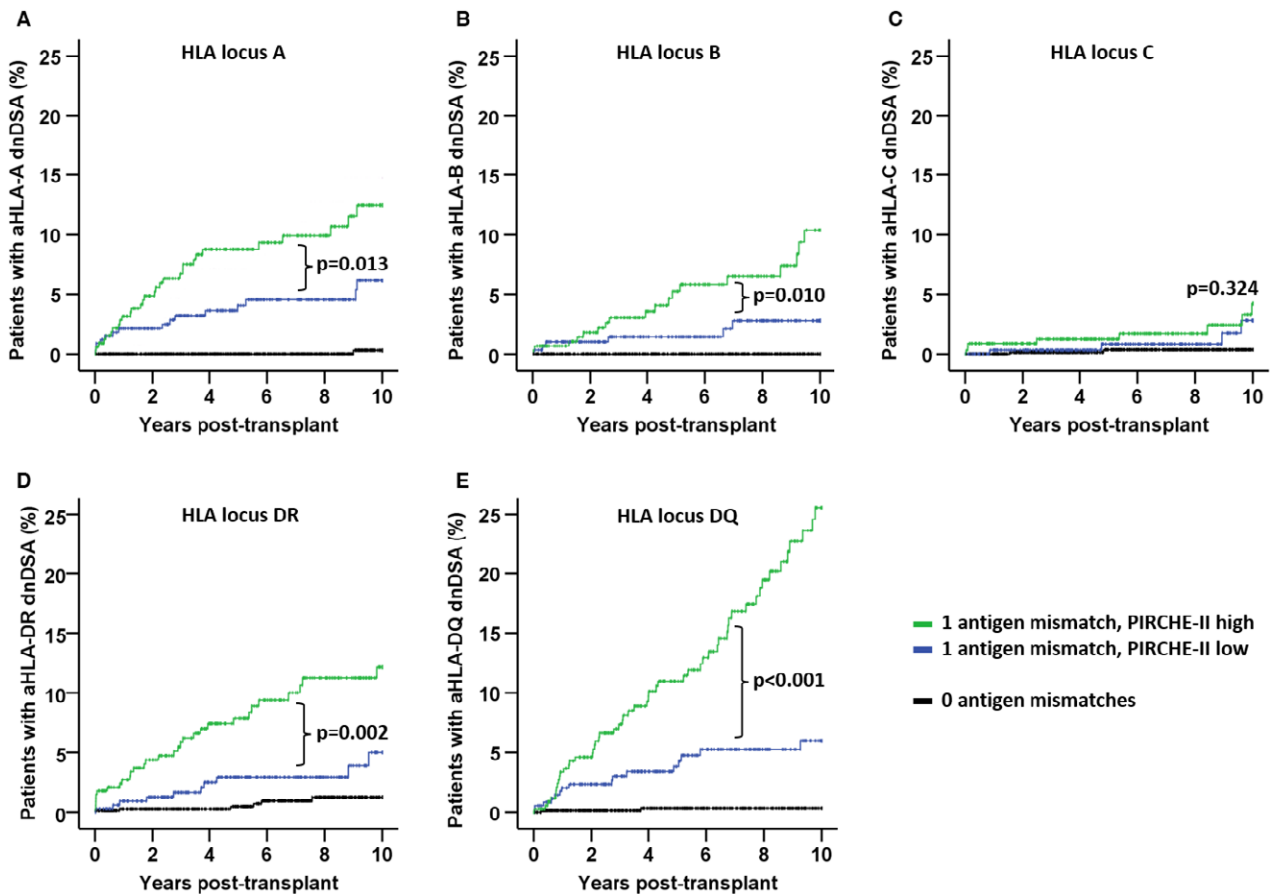 A
HLA locus A
Patients with aHLA-A dnDSA (%)
25
20
15
10
5
0
p=0.013
0 2 4 6 8 10
Years post-transplant
B
HLA locus B
Patients with aHLA-B dnDSA (%)
25
20
15
10
5
0
p=0.010
0 2 4 6 8 10
Years post-transplant
C
HLA locus C
Patients with aHLA-C dnDSA (%)
25
20
15
10
5
0
p=0.324
0 2 4 6 8 10
Years post-transplant
D
HLA locus DR
Patients with aHLA-DR dnDSA (%)
25
20
15
10
5
0
p=0.002
0 2 4 6 8 10
Years post-transplant
E
HLA locus DQ
Patients with aHLA-DQ dnDSA (%)
25
20
15
10
5
0
p<0.001
0 2 4 6 8 10
Years post-transplant
1 antigen mismatch, PIRCHE-II high
1 antigen mismatch, PIRCHE-II low
0 antigen mismatches